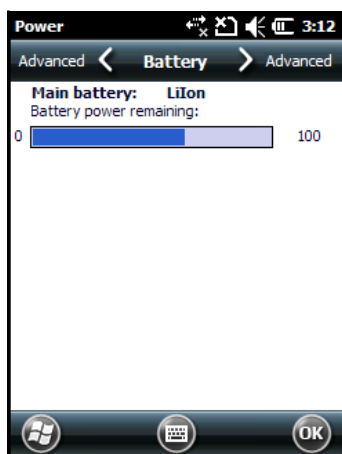 Power 3:12
Advanced Battery Advanced
Main battery: LiIon
Battery power remaining:
0 100
OK